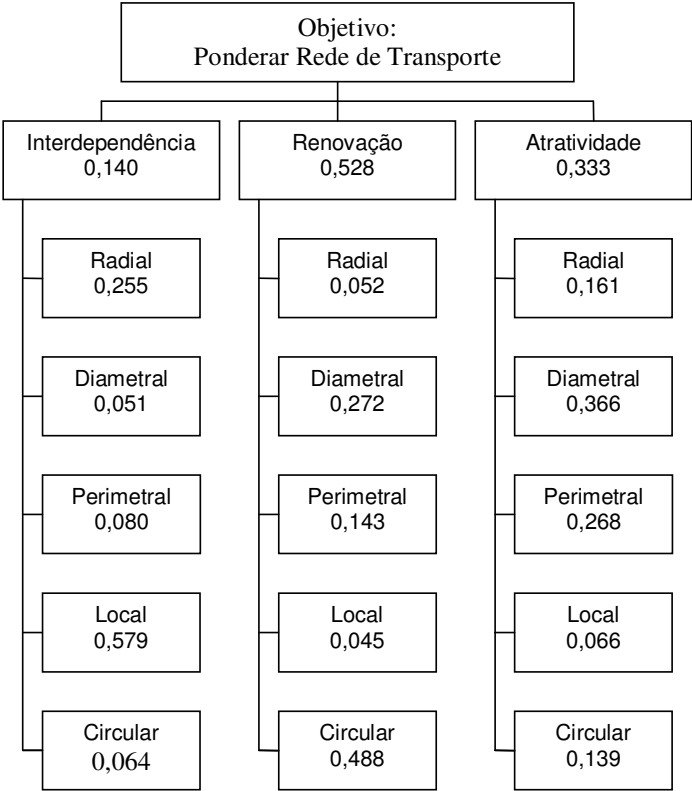 Objetivo:
Ponderar Rede de Transporte
Interdependência
0,140
Renovação
0,528
Atratividade
0,333
Radial
0,255
Radial
0,052
Radial
0,161
Diametral
0,051
Diametral
0,272
Diametral
0,366
Perimetral
0,080
Perimetral
0,143
Perimetral
0,268
Local
0,579
Local
0,045
Local
0,066
Circular
0,064
Circular
0,488
Circular
0,139